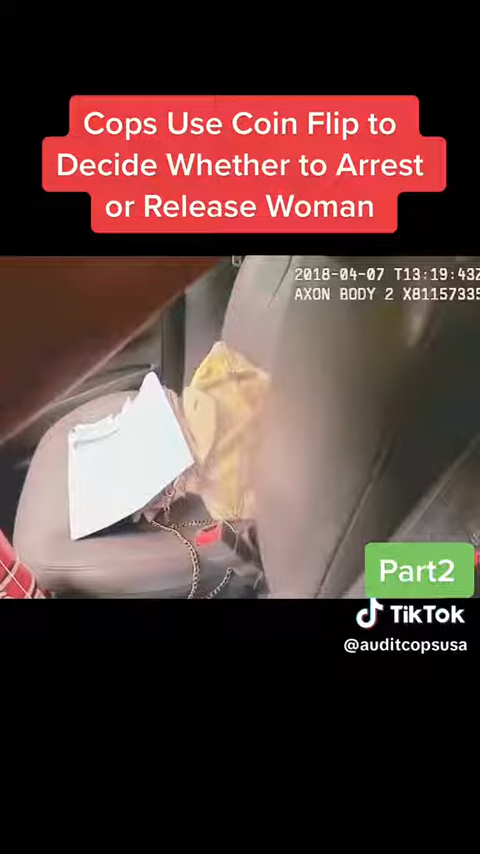 Cops Use Coin Flip to
Decide Whether to Arrest
or Release Woman
2018-04-07 T13:19:43Z
AXON BODY 2 X81157335
Part2
TikTok
@auditcopsusa